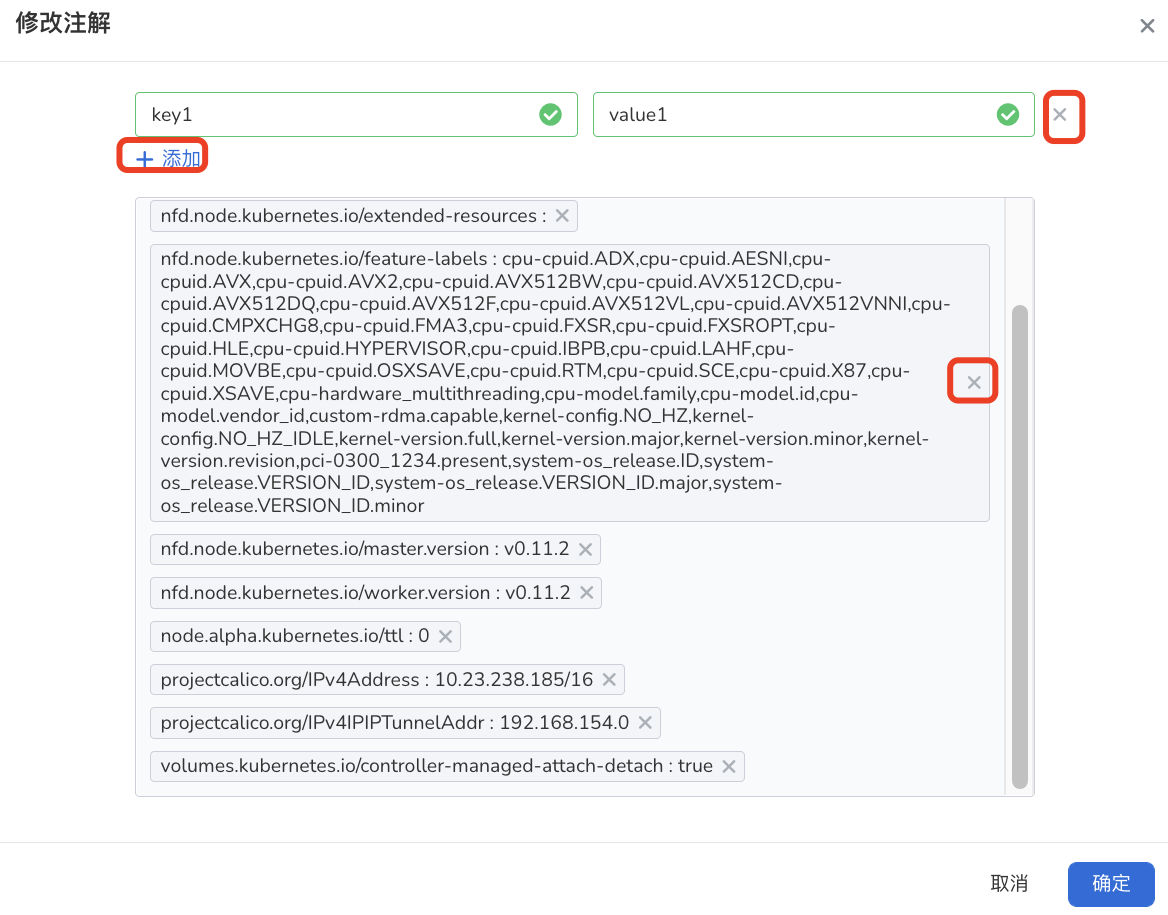 修改注解
key1
value1
添加
nfd.node.kubernetes.io/extended-resources :
nfd.node.kubernetes.io/feature-labels : cpu-cpuid.ADX,cpu-cpuid.AESNI,cpu-
cpuid.AVX,cpu-cpuid.AVX2,cpu-cpuid.AVX512BW,cpu-cpuid.AVX512CD,cpu-
cpuid.AVX512DQ,cpu-cpuid.AVX512F,cpu-cpuid.AVX512VL,cpu-cpuid.AVX512VNNI,cpu-
cpuid.CMPXCHG8,cpu-cpuid.FMA3,cpu-cpuid.FXSR,cpu-cpuid.FXSROPT,cpu-
cpuid.HLE,cpu-cpuid.HYPERVISOR,cpu-cpuid.IBPB,cpu-cpuid.LAHF,cpu-
cpuid.MOVBE,cpu-cpuid.OSXSAVE,cpu-cpuid.RTM,cpu-cpuid.SCE,cpu-cpuid.X87,cpu-
cpuid.XSAVE,cpu-hardware_multithreading,cpu-model.family,cpu-model.id,cpu-
model.vendor_id,custom-rdma.capable,kernel-config.NO_HZ,kernel-
config.NO_HZ_IDLE,kernel-version.full,kernel-version.major,kernel-version.minor,kernel-
version.revision,pci-0300_1234.present,system-os_release.ID,system-
os_release.VERSION_ID,system-os_release.VERSION_ID.major,system-
os_release.VERSION_ID.minor
nfd.node.kubernetes.io/master.version : v0.11.2
nfd.node.kubernetes.io/worker.version : v0.11.2
node.alpha.kubernetes.io/ttl : 0
projectcalico.org/IPv4Address : 10.23.238.185/16
projectcalico.org/IPv4IPIPTunnelAddr : 192.168.154.0
volumes.kubernetes.io/controller-managed-attach-detach : true
取消
确定